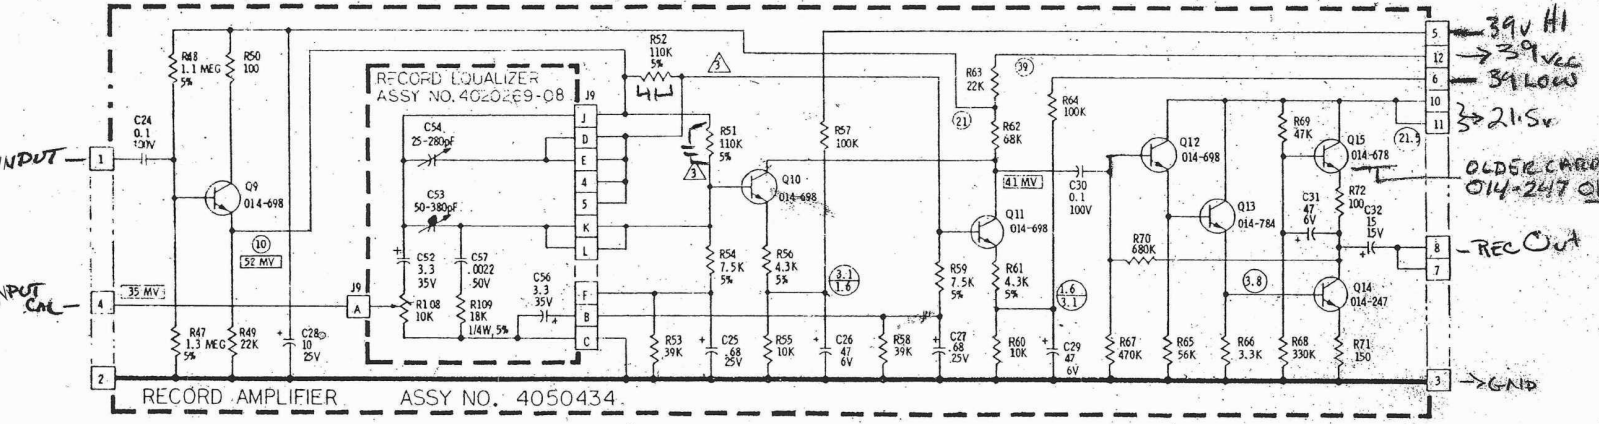 5
39V HI
12
→ 39 VCC
6
39 LOW
10
11
→ 21.5v
21.5
R48
1.1 MEG
5%
R50
100
C24
0.1
100V
INPUT
1
Q9
014-698
10
52 MV
35 MV
INPUT CAL
4
R47
1.3 MEG
5%
R49
22K
C28
10
25V
2
RECORD EQUALIZER
ASSY NO. 4020269-08
J9
C54
25-280pF
C53
50-380pF
C52
3.3
35V
C57
.0022
50V
C56
3.3
35V
R108
10K
R109
18K
1/4W, 5%
J9
A
J
D
E
4
5
K
L
F
B
C
R52
110K
5%
3
R51
110K
5%
3
Q10
014-698
R57
100K
R54
7.5K
5%
R56
4.3K
5%
3.1
1.6
R53
39K
C25
.68
25V
R55
10K
C26
47
6V
R58
39K
R63
22K
39
21
R62
68K
R64
100K
41 MV
C30
0.1
100V
Q11
014-698
R59
7.5K
5%
R61
4.3K
5%
1.6
3.1
C27
.68
25V
R60
10K
C29
47
6V
Q12
014-698
Q13
014-784
R70
680K
R67
470K
R65
56K
R66
3.3K
3.8
R69
47K
Q15
014-678
OLDER CARD
014-247
R72
100
C31
47
6V
C32
15
15V
8
REC OUT
7
Q14
014-247
R68
330K
R71
150
3
→ GND
RECORD AMPLIFIER
ASSY NO. 4050434